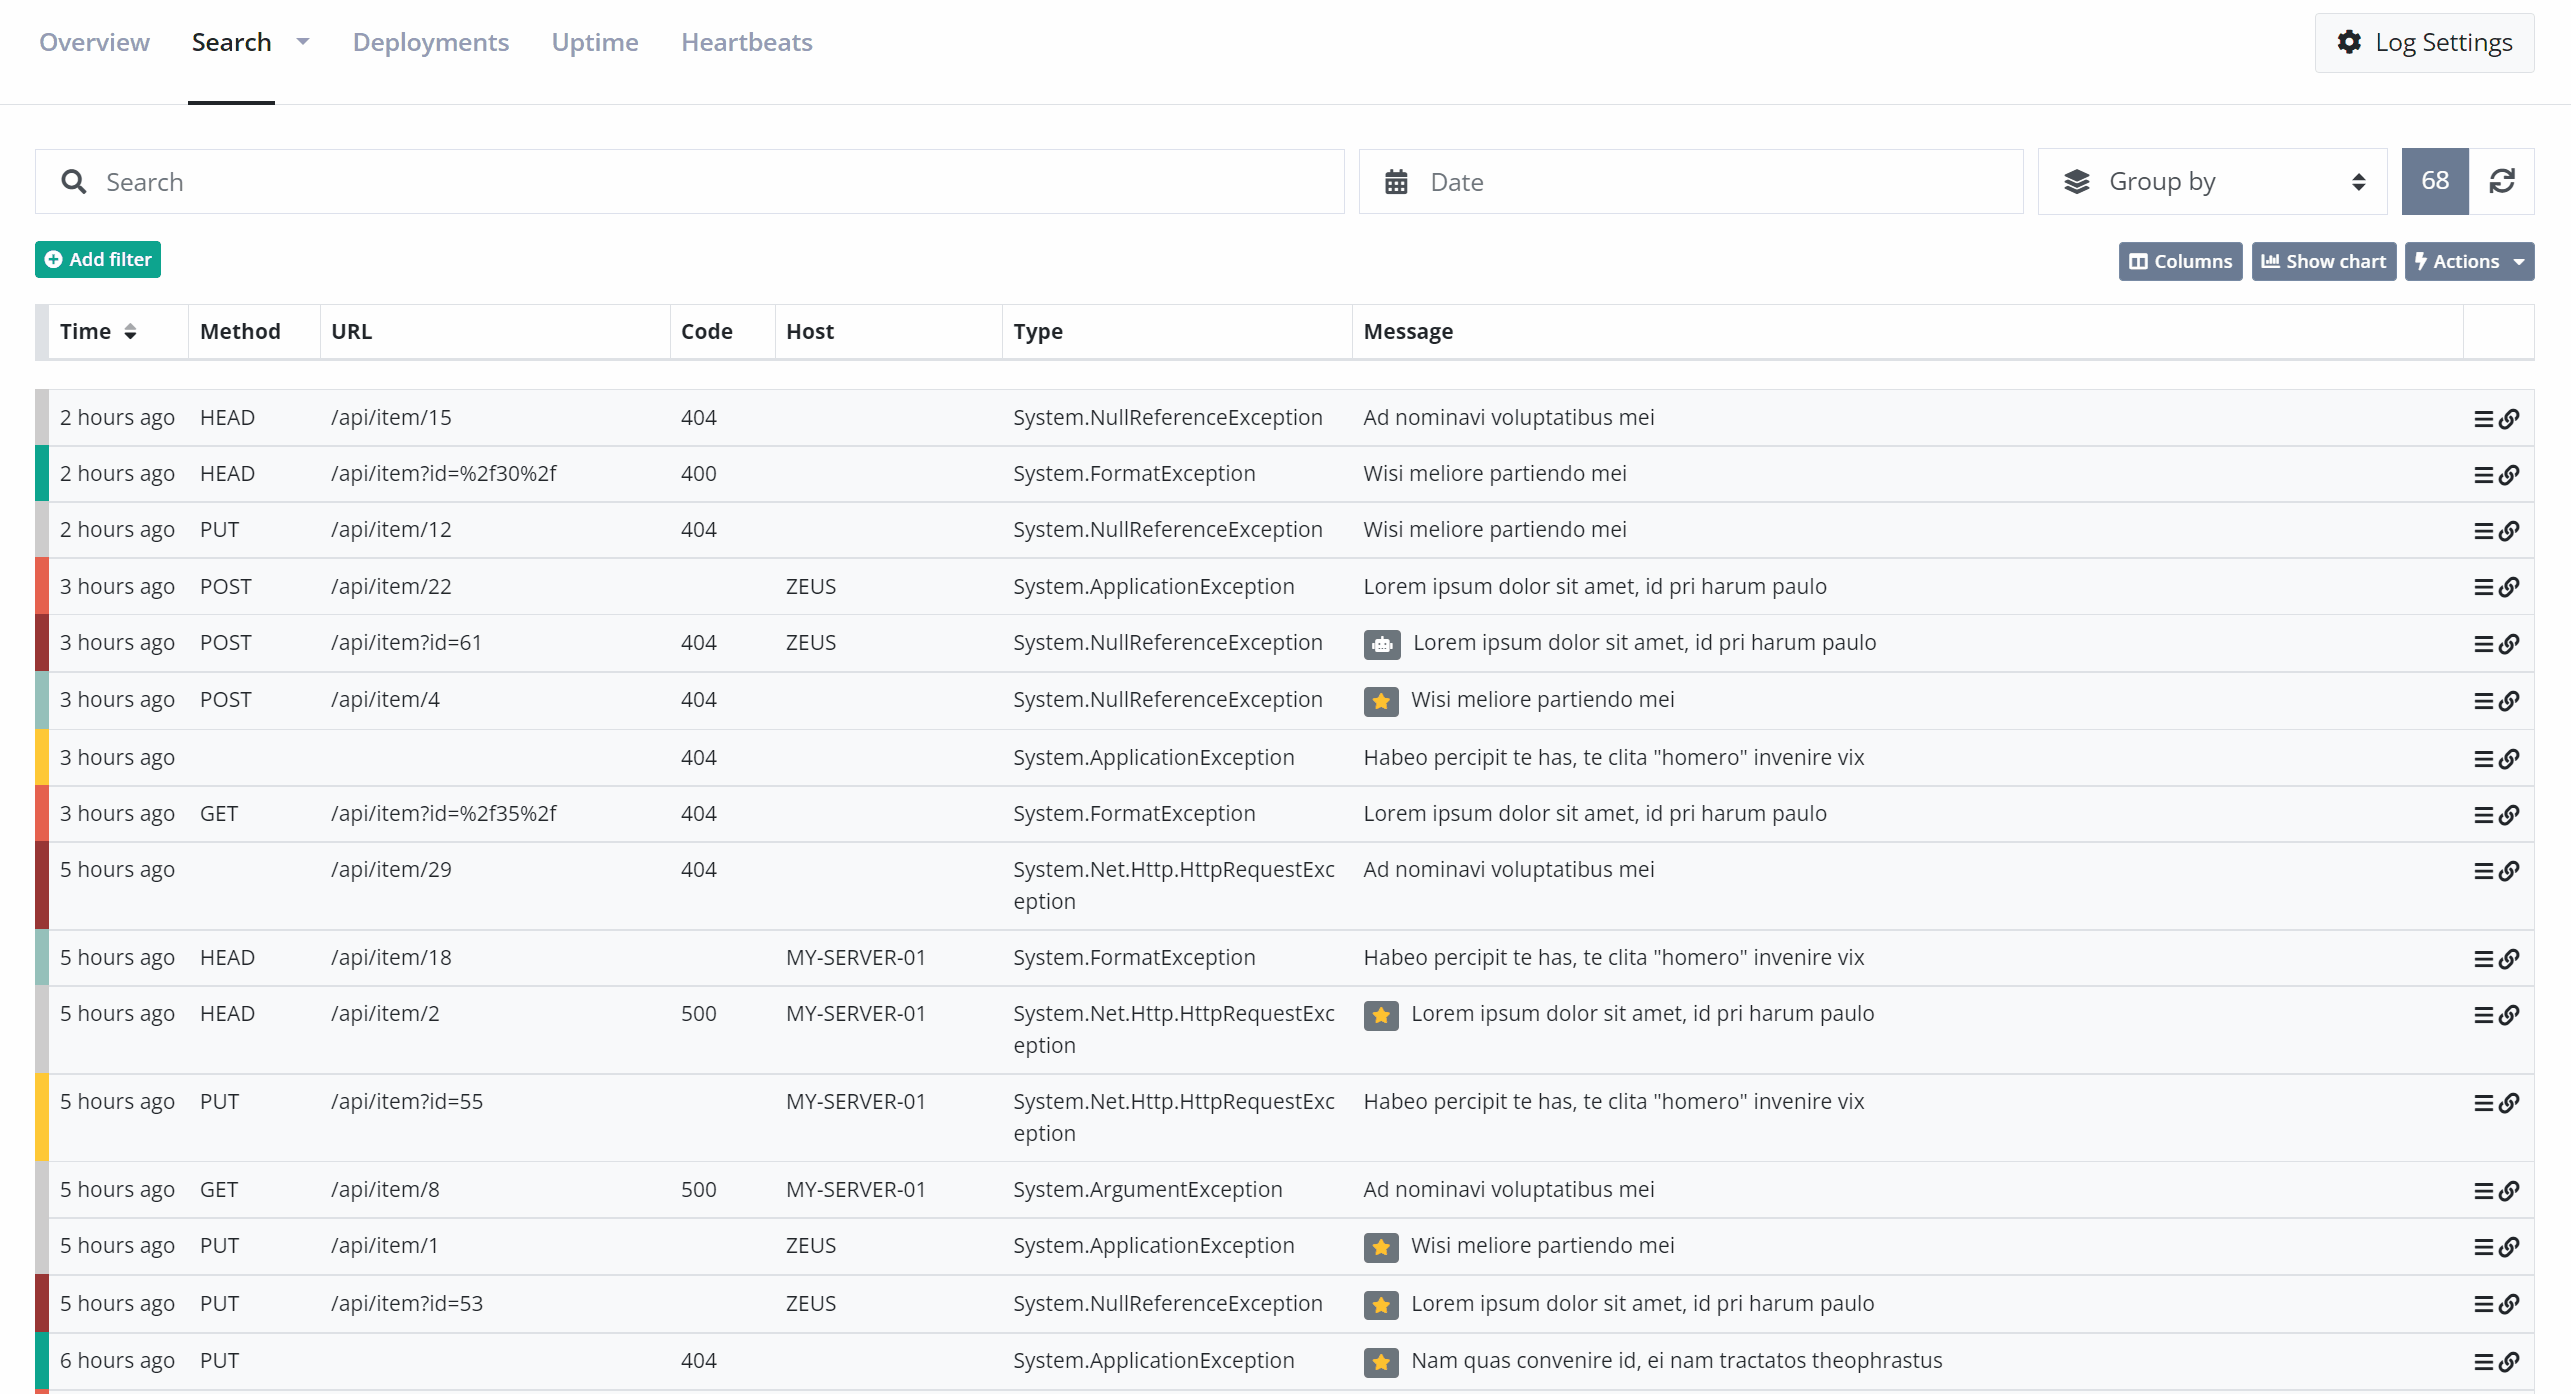 Overview Search Deployments Uptime Heartbeats Log Settings
Search Date Group by 68
Add filter Columns Show chart Actions
Time Method URL Code Host Type Message
2 hours ago HEAD /api/item/15 404 System.NullReferenceException Ad nominavi voluptatibus mei
2 hours ago HEAD /api/item?id=%2f30%2f 400 System.FormatException Wisi meliore partiendo mei
2 hours ago PUT /api/item/12 404 System.NullReferenceException Wisi meliore partiendo mei
3 hours ago POST /api/item/22 ZEUS System.ApplicationException Lorem ipsum dolor sit amet, id pri harum paulo
3 hours ago POST /api/item?id=61 404 ZEUS System.NullReferenceException Lorem ipsum dolor sit amet, id pri harum paulo
3 hours ago POST /api/item/4 404 System.NullReferenceException Wisi meliore partiendo mei
3 hours ago 404 System.ApplicationException Habeo percipit te has, te clita "homero" invenire vix
3 hours ago GET /api/item?id=%2f35%2f 404 System.FormatException Lorem ipsum dolor sit amet, id pri harum paulo
5 hours ago /api/item/29 404 System.Net.Http.HttpRequestExc Ad nominavi voluptatibus mei
eption
5 hours ago HEAD /api/item/18 MY-SERVER-01 System.FormatException Habeo percipit te has, te clita "homero" invenire vix
5 hours ago HEAD /api/item/2 500 MY-SERVER-01 System.Net.Http.HttpRequestExc Lorem ipsum dolor sit amet, id pri harum paulo
eption
5 hours ago PUT /api/item?id=55 MY-SERVER-01 System.Net.Http.HttpRequestExc Habeo percipit te has, te clita "homero" invenire vix
eption
5 hours ago GET /api/item/8 500 MY-SERVER-01 System.ArgumentException Ad nominavi voluptatibus mei
5 hours ago PUT /api/item/1 ZEUS System.ApplicationException Wisi meliore partiendo mei
5 hours ago PUT /api/item?id=53 ZEUS System.NullReferenceException Lorem ipsum dolor sit amet, id pri harum paulo
6 hours ago PUT 404 System.ApplicationException Nam quas convenire id, ei nam tractatos theophrastus